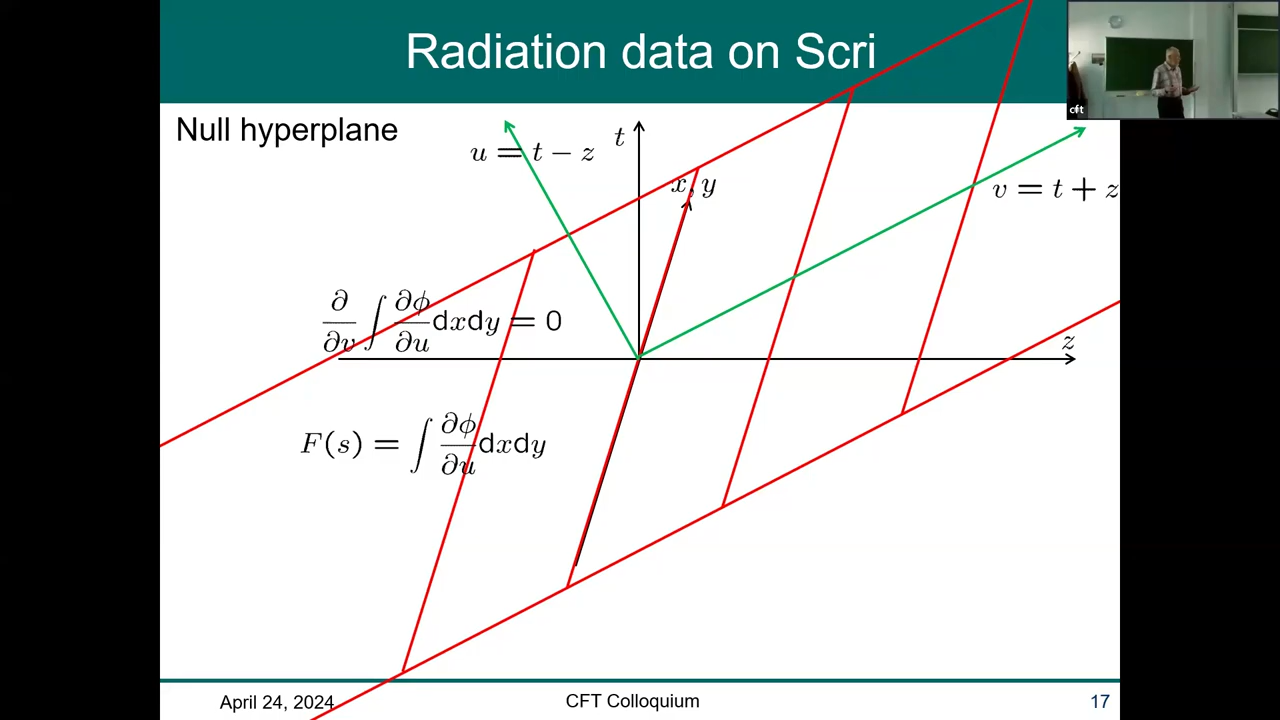 Radiation data on Scri
cft
Null hyperplane
u = t − z
t
x, y
v = t + z
∂/∂v ∫ ∂ϕ/∂u dxdy = 0
z
F(s) = ∫ ∂ϕ/∂u dxdy
April 24, 2024
CFT Colloquium
17